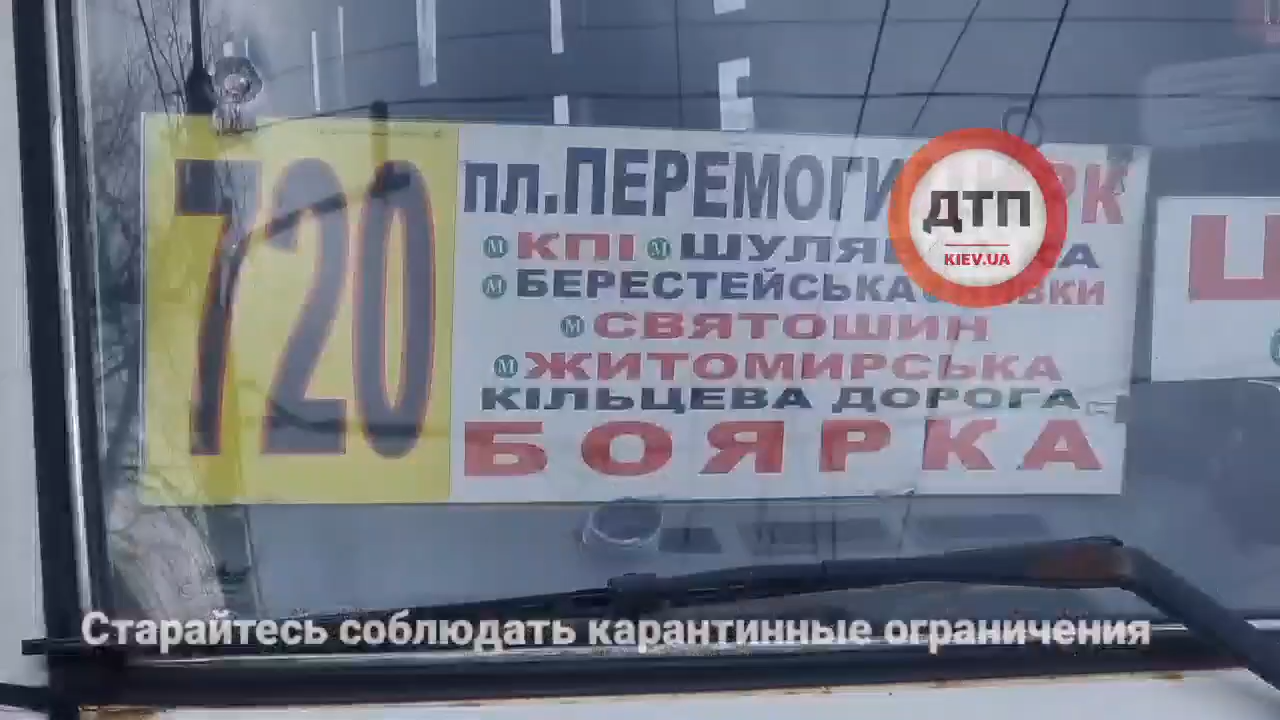 720
пл.ПЕРЕМОГИ
М КПІ М
М БЕРЕСТЕЙСЬКА
М СВЯТОШИН
М ЖИТОМИРСЬКА
КІЛЬЦЕВА ДОРОГА
БОЯРКА
ДТП
KIEV.UA
Старайтесь соблюдать карантинные ограничения